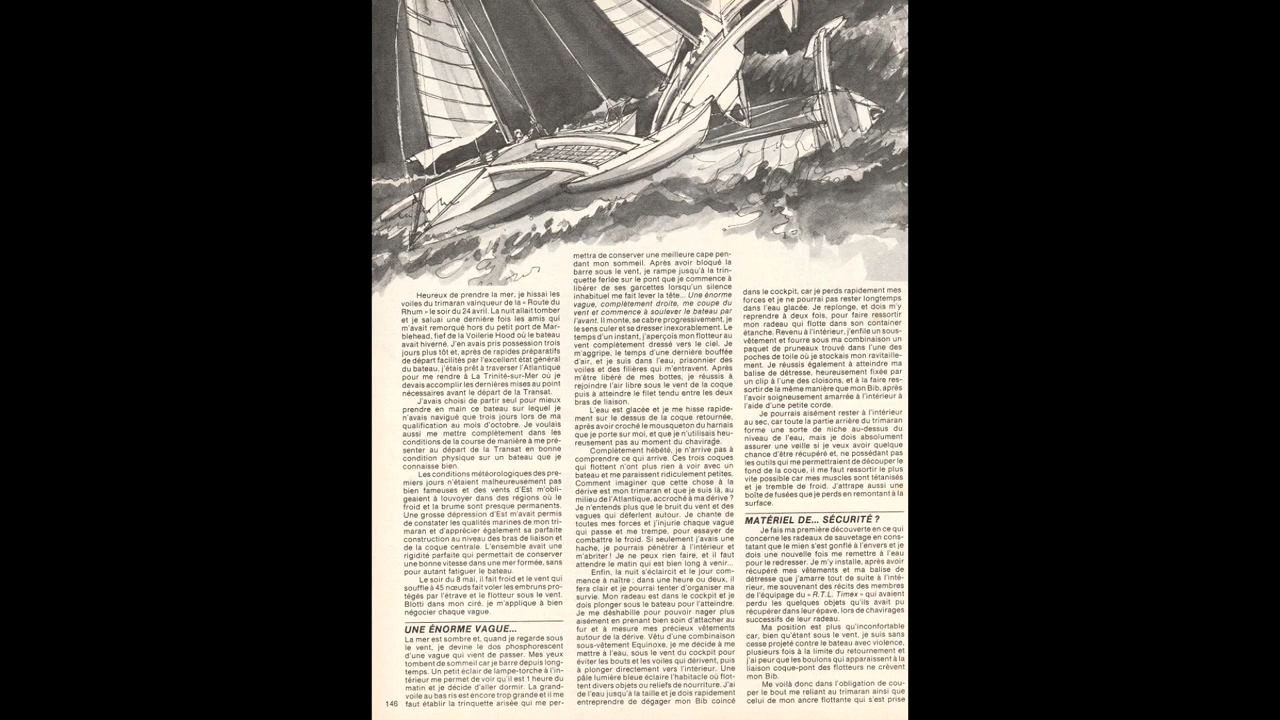 Heureux de prendre la mer, je hissai les
voiles du trimaran vainqueur de la « Route du
Rhum » le soir du 24 avril. La nuit allait tomber
et je saluai une dernière fois les amis qui
m'avait remorqué hors du petit port de Mar-
blehead, fief de la Voilerie Hood où le bateau
avait hiverné. J'en avais pris possession trois
jours plus tôt et, après de rapides préparatifs
de départ facilités par l'excellent état général
du bateau, j'étais prêt à traverser l'Atlantique
pour me rendre à La Trinité-sur-Mer où je
devais accomplir les dernières mises au point
nécessaires avant le départ de la Transat.
J'avais choisi de partir seul pour mieux
prendre en main ce bateau sur lequel je
n'avais navigué que trois jours lors de ma
qualification au mois d'octobre. Je voulais
aussi me mettre complètement dans les
conditions de la course de manière à me pré-
senter au départ de la Transat en bonne
condition physique sur un bateau que je
connaisse bien.
Les conditions météorologiques des pre-
miers jours n'étaient malheureusement pas
bien fameuses et des vents d'Est m'obli-
geaient à louvoyer dans des régions où le
froid et la brume sont presque permanents.
Une grosse dépression d'Est m'avait permis
de constater les qualités marines de mon tri-
maran et d'apprécier également sa parfaite
construction au niveau des bras de liaison et
de la coque centrale. L'ensemble avait une
rigidité parfaite qui permettait de conserver
une bonne vitesse dans une mer formée, sans
pour autant fatiguer le bateau.
Le soir du 8 mai, il fait froid et le vent qui
souffle à 45 nœuds fait voler les embruns pro-
tégés par l'étrave et le flotteur sous le vent.
Blotti dans mon ciré, je m'applique à bien
négocier chaque vague.
UNE ÉNORME VAGUE...
La mer est sombre et, quand je regarde sous
le vent, je devine le dos phosphorescent
d'une vague qui vient de passer. Mes yeux
tombent de sommeil car je barre depuis long-
temps. Un petit éclair de lampe-torche à l'in-
térieur me permet de voir qu'il est 1 heure du
matin et je décide d'aller dormir. La grand-
voile au bas ris est encore trop grande et il me
faut établir la trinquette arisée qui me per-
146
mettra de conserver une meilleure cape pen-
dant mon sommeil. Après avoir bloqué la
barre sous le vent, je rampe jusqu'à la trin-
quette ferlée sur le pont que je commence à
libérer de ses garcettes lorsqu'un silence
inhabituel me fait lever la tête... Une énorme
vague, complètement droite, me coupe du
vent et commence à soulever le bateau par
l'avant. Il monte, se cabre progressivement, je
le sens culer et se dresser inexorablement. Le
temps d'un instant, j'aperçois mon flotteur au
vent complètement dressé vers le ciel. Je
m'aggripe, le temps d'une dernière bouffée
d'air, et je suis dans l'eau, prisonnier des
voiles et des filières qui m'entravent. Après
m'être libéré de mes bottes, je réussis à
rejoindre l'air libre sous le vent de la coque
puis à atteindre le filet tendu entre les deux
bras de liaison.
L'eau est glacée et je me hisse rapide-
ment sur le dessus de la coque retournée,
après avoir croché le mousqueton du harnais
que je porte sur moi, et que je n'utilisais heu-
reusement pas au moment du chavirage.
Complètement hébété, je n'arrive pas à
comprendre ce qui arrive. Ces trois coques
qui flottent n'ont plus rien à voir avec un
bateau et me paraissent ridiculement petites.
Comment imaginer que cette chose à la
dérive est mon trimaran et que je suis là, au
milieu de l'Atlantique, accroché à ma dérive ?
Je n'entends plus que le bruit du vent et des
vagues qui déferlent autour. Je chante de
toutes mes forces et j'injurie chaque vague
qui passe et me trempe, pour essayer de
combattre le froid. Si seulement j'avais une
hache, je pourrais pénétrer à l'intérieur et
m'abriter ! Je ne peux rien faire, et il faut
attendre le matin qui est bien long à venir...
Enfin, la nuit s'éclaircit et le jour com-
mence à naître ; dans une heure ou deux, il
fera clair et je pourrai tenter d'organiser ma
survie. Mon radeau est dans le cockpit et je
dois plonger sous le bateau pour l'atteindre.
Je me déshabille pour pouvoir nager plus
aisément en prenant bien soin d'attacher au
fur et à mesure mes précieux vêtements
autour de la dérive. Vêtu d'une combinaison
sous-vêtement Equinoxe, je me décide à me
mettre à l'eau, sous le vent du cockpit pour
éviter les bouts et les voiles qui dérivent, puis
à plonger directement vers l'intérieur. Une
pâle lumière bleue éclaire l'habitacle où flot-
tent divers objets ou reliefs de nourriture. J'ai
de l'eau jusqu'à la taille et je dois rapidement
entreprendre de dégager mon Bib coincé
dans le cockpit, car je perds rapidement mes
forces et je ne pourrai pas rester longtemps
dans l'eau glacée. Je replonge, et dois m'y
reprendre à deux fois, pour faire ressortir
mon radeau qui flotte dans son container
étanche. Revenu à l'intérieur, j'enfile un sous-
vêtement et fourre sous ma combinaison un
paquet de pruneaux trouvé dans l'une des
poches de toile où je stockais mon ravitaille-
ment. Je réussis également à atteindre ma
balise de détresse, heureusement fixée par
un clip à l'une des cloisons, et à la faire res-
sortir de la même manière que mon Bib, après
l'avoir soigneusement amarrée à l'intérieur à
l'aide d'une petite corde.
Je pourrais aisément rester à l'intérieur
au sec, car toute la partie arrière du trimaran
forme une sorte de niche au-dessus du
niveau de l'eau, mais je dois absolument
assurer une veille si je veux avoir quelque
chance d'être récupéré et, ne possédant pas
les outils qui me permettraient de découper le
fond de la coque, il me faut ressortir le plus
vite possible car mes muscles sont tétanisés
et je tremble de froid. J'attrape aussi une
boîte de fusées que je perds en remontant à la
surface.
MATÉRIEL DE... SÉCURITÉ ?
Je fais ma première découverte en ce qui
concerne les radeaux de sauvetage en cons-
tatant que le mien s'est gonflé à l'envers et je
dois une nouvelle fois me remettre à l'eau
pour le redresser. Je m'y installe, après avoir
récupéré mes vêtements et ma balise de
détresse que j'amarre tout de suite à l'inté-
rieur, me souvenant des récits des membres
de l'équipage du « R.T.L. Timex » qui avaient
perdu les quelques objets qu'ils avait pu
récupérer dans leur épave, lors de chavirages
successifs de leur radeau.
Ma position est plus qu'inconfortable
car, bien qu'étant sous le vent, je suis sans
cesse projeté contre le bateau avec violence,
plusieurs fois à la limite du retournement et
j'ai peur que les boulons qui apparaissent à la
liaison coque-pont des flotteurs ne crèvent
mon Bib.
Me voilà donc dans l'obligation de cou-
per le bout me reliant au trimaran ainsi que
celui de mon ancre flottante qui s'est prise